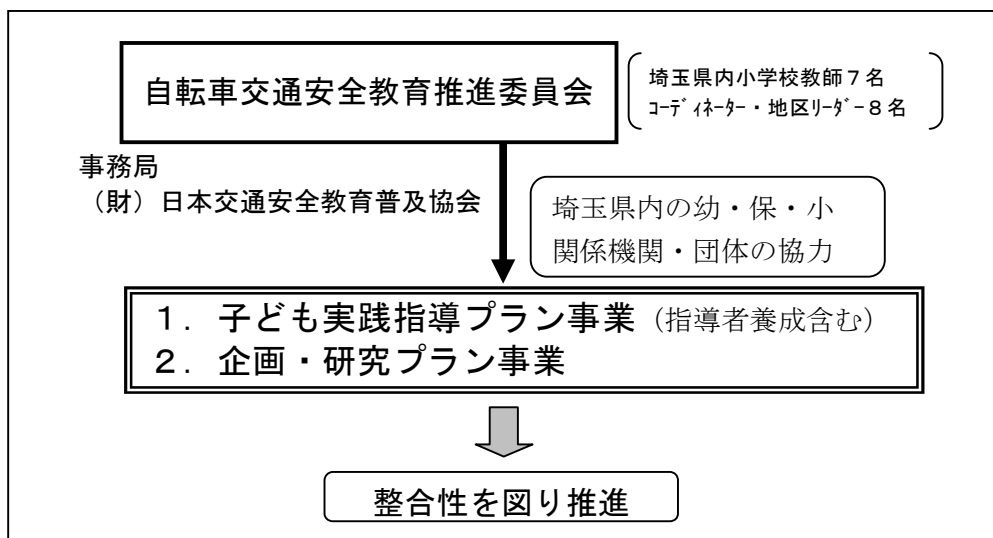 自転車交通安全教育推進委員会
埼玉県内小学校教師7名
ｺｰﾃﾞｨﾈｰﾀｰ・地区ﾘｰﾀﾞｰ8名
事務局
（財）日本交通安全教育普及協会
埼玉県内の幼・保・小
関係機関・団体の協力
１．子ども実践指導プラン事業（指導者養成含む）
２．企画・研究プラン事業
整合性を図り推進